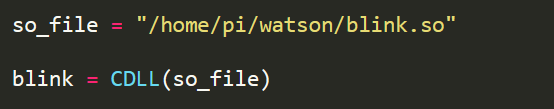 so_file = "/home/pi/watson/blink.so"
blink = CDLL(so_file)